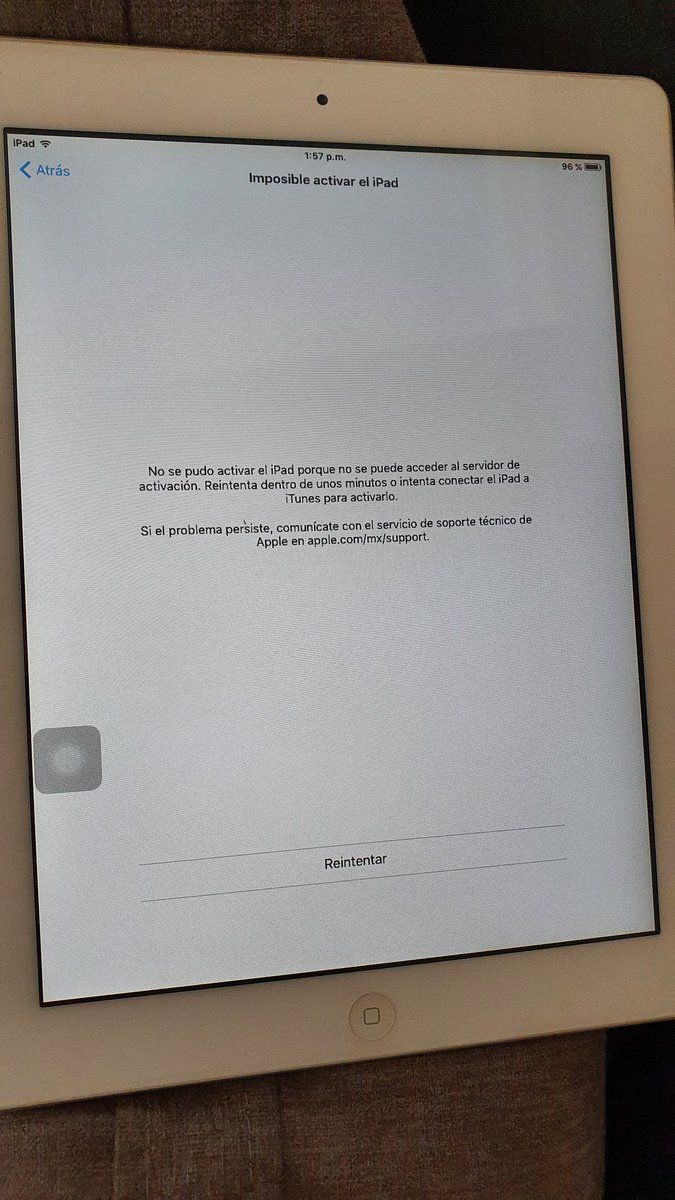 iPad
1:57 p.m.
96 %
Atrás
Imposible activar el iPad
No se pudo activar el iPad porque no se puede acceder al servidor de
activación. Reintenta dentro de unos minutos o intenta conectar el iPad a
iTunes para activarlo.
Si el problema persiste, comunícate con el servicio de soporte técnico de
Apple en apple.com/mx/support.
Reintentar